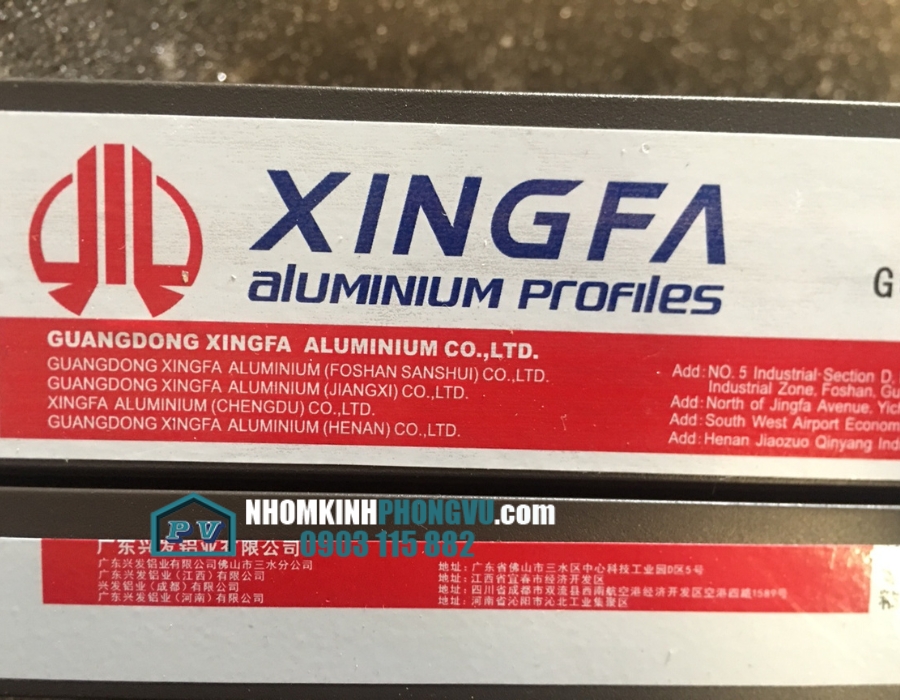 XINGFA
aluminium profiles
G
GUANGDONG XINGFA ALUMINIUM CO.,LTD.
GUANGDONG XINGFA ALUMINIUM (FOSHAN SANSHUI) CO.,LTD.
GUANGDONG XINGFA ALUMINIUM (JIANGXI) CO.,LTD.
XINGFA ALUMINIUM (CHENGDU) CO.,LTD.
GUANGDONG XINGFA ALUMINIUM (HENAN) CO.,LTD.
Add: NO. 5 Industrial Section D,
Industrial Zone, Foshan, Gu
Add: North of Jingfa Avenue, Yich
Add: South West Airport Econom
Add: Henan Jiaozuo Qinyang Ind
PV
NHOMKINHPHONGVU.com
0903 115 882
广东兴发铝业有限公司
广东兴发铝业有限公司佛山市三水分公司
广东兴发铝业（江西）有限公司
兴发铝业（成都）有限公司
广东兴发铝业（河南）有限公司
地址：广东省佛山市三水区中心科技工业园D区5号
地址：江西省宜春市经济开发区
地址：四川省成都市双流县西南航空港经济开发区空港四路1589号
地址：河南省沁阳市沁北工业集聚区